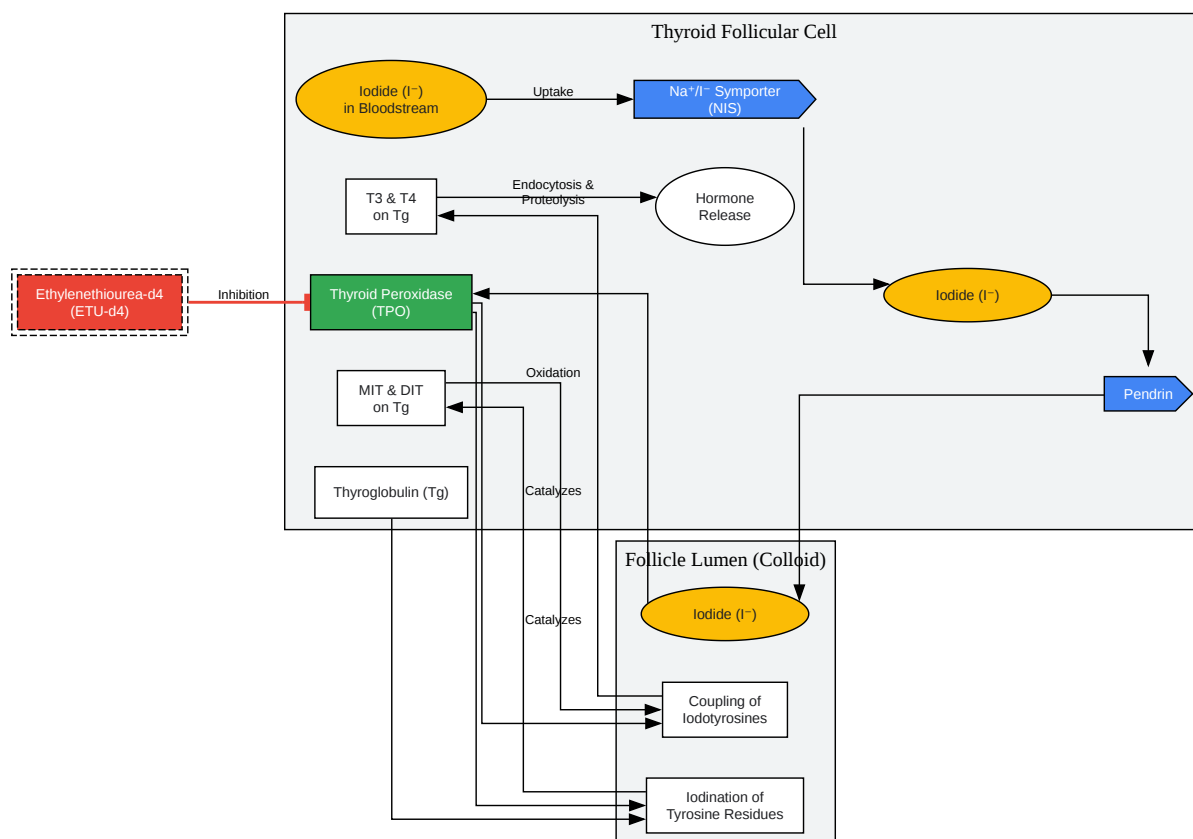 Thyroid Follicular Cell
Iodide (I⁻)
in Bloodstream
Uptake
Na⁺/I⁻ Symporter
(NIS)
T3 & T4
on Tg
Endocytosis &
Proteolysis
Hormone
Release
Ethylenethiourea-d4
(ETU-d4)
Inhibition
Thyroid Peroxidase
(TPO)
Iodide (I⁻)
MIT & DIT
on Tg
Oxidation
Pendrin
Thyroglobulin (Tg)
Catalyzes
Follicle Lumen (Colloid)
Iodide (I⁻)
Catalyzes
Coupling of
Iodotyrosines
Iodination of
Tyrosine Residues